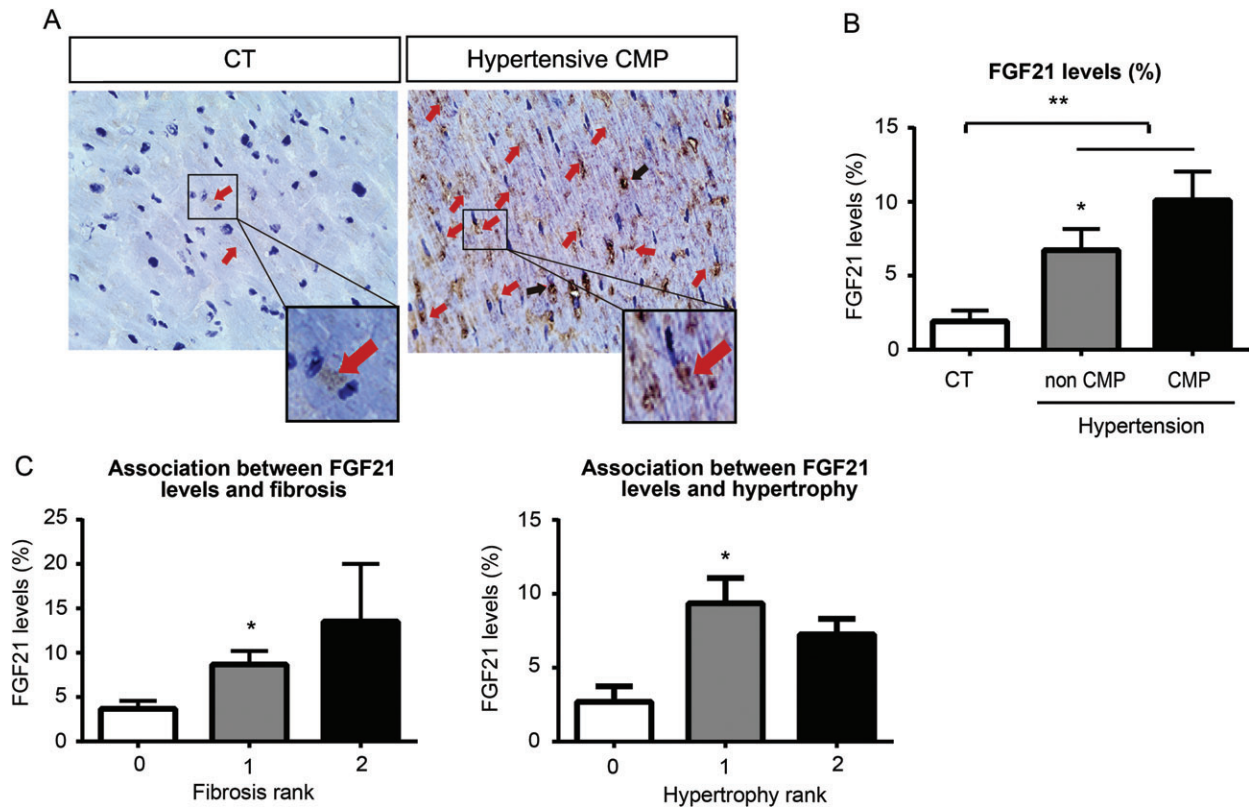 A
CT
Hypertensive CMP
B
FGF21 levels (%)
**
15
10
5
0
FGF21 levels (%)
*
CT
non CMP
CMP
Hypertension
C
Association between FGF21
levels and fibrosis
25
20
15
10
5
0
FGF21 levels (%)
*
0
1
2
Fibrosis rank
Association between FGF21
levels and hypertrophy
15
10
5
0
FGF21 levels (%)
*
0
1
2
Hypertrophy rank